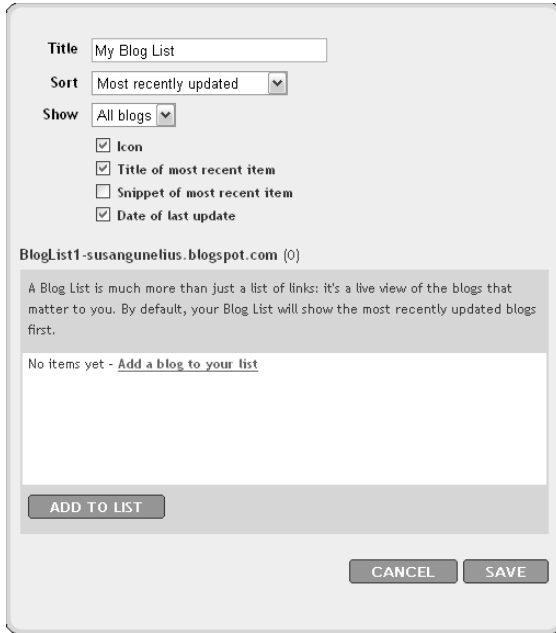 Title My Blog List
Sort Most recently updated
Show All blogs
Icon
Title of most recent item
Snippet of most recent item
Date of last update
BlogList1-susangunelius.blogspot.com (0)
A Blog List is much more than just a list of links: it's a live view of the blogs that
matter to you. By default, your Blog List will show the most recently updated blogs
first.
No items yet - Add a blog to your list
ADD TO LIST
CANCEL SAVE